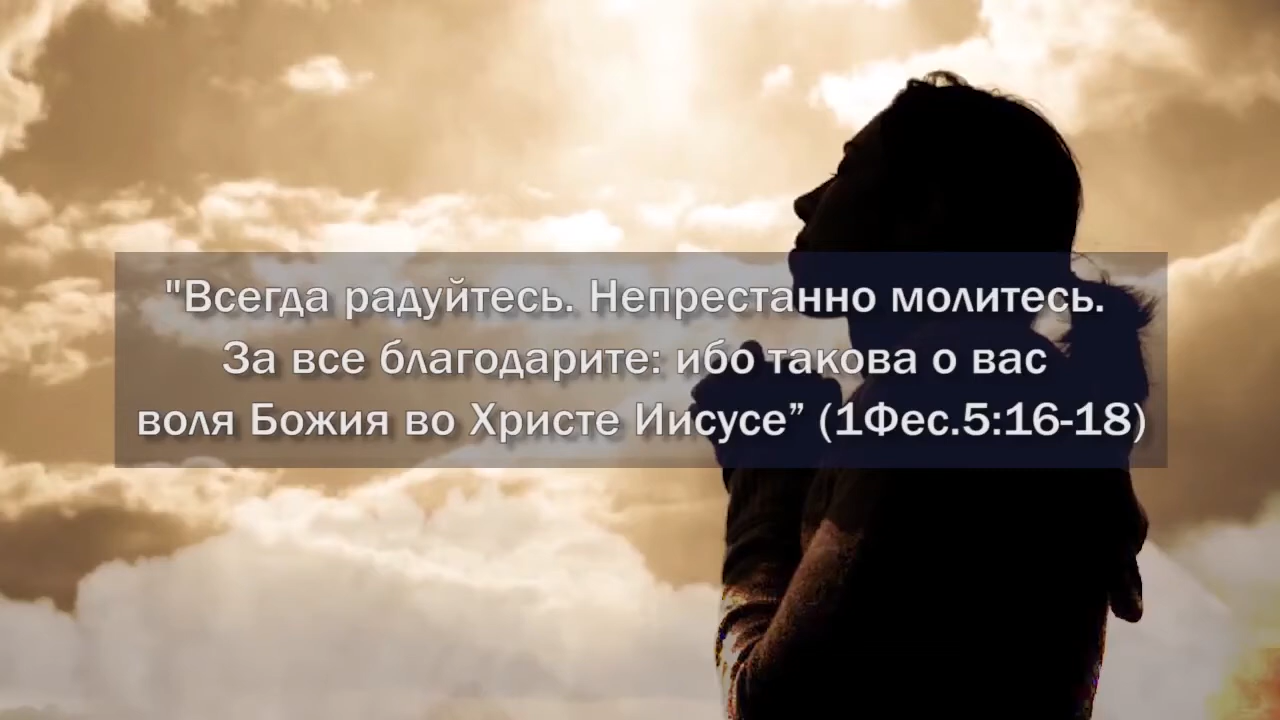 "Всегда радуйтесь. Непрестанно молитесь.
За все благодарите: ибо такова о вас
воля Божия во Христе Иисусе” (1Фес.5:16-18)